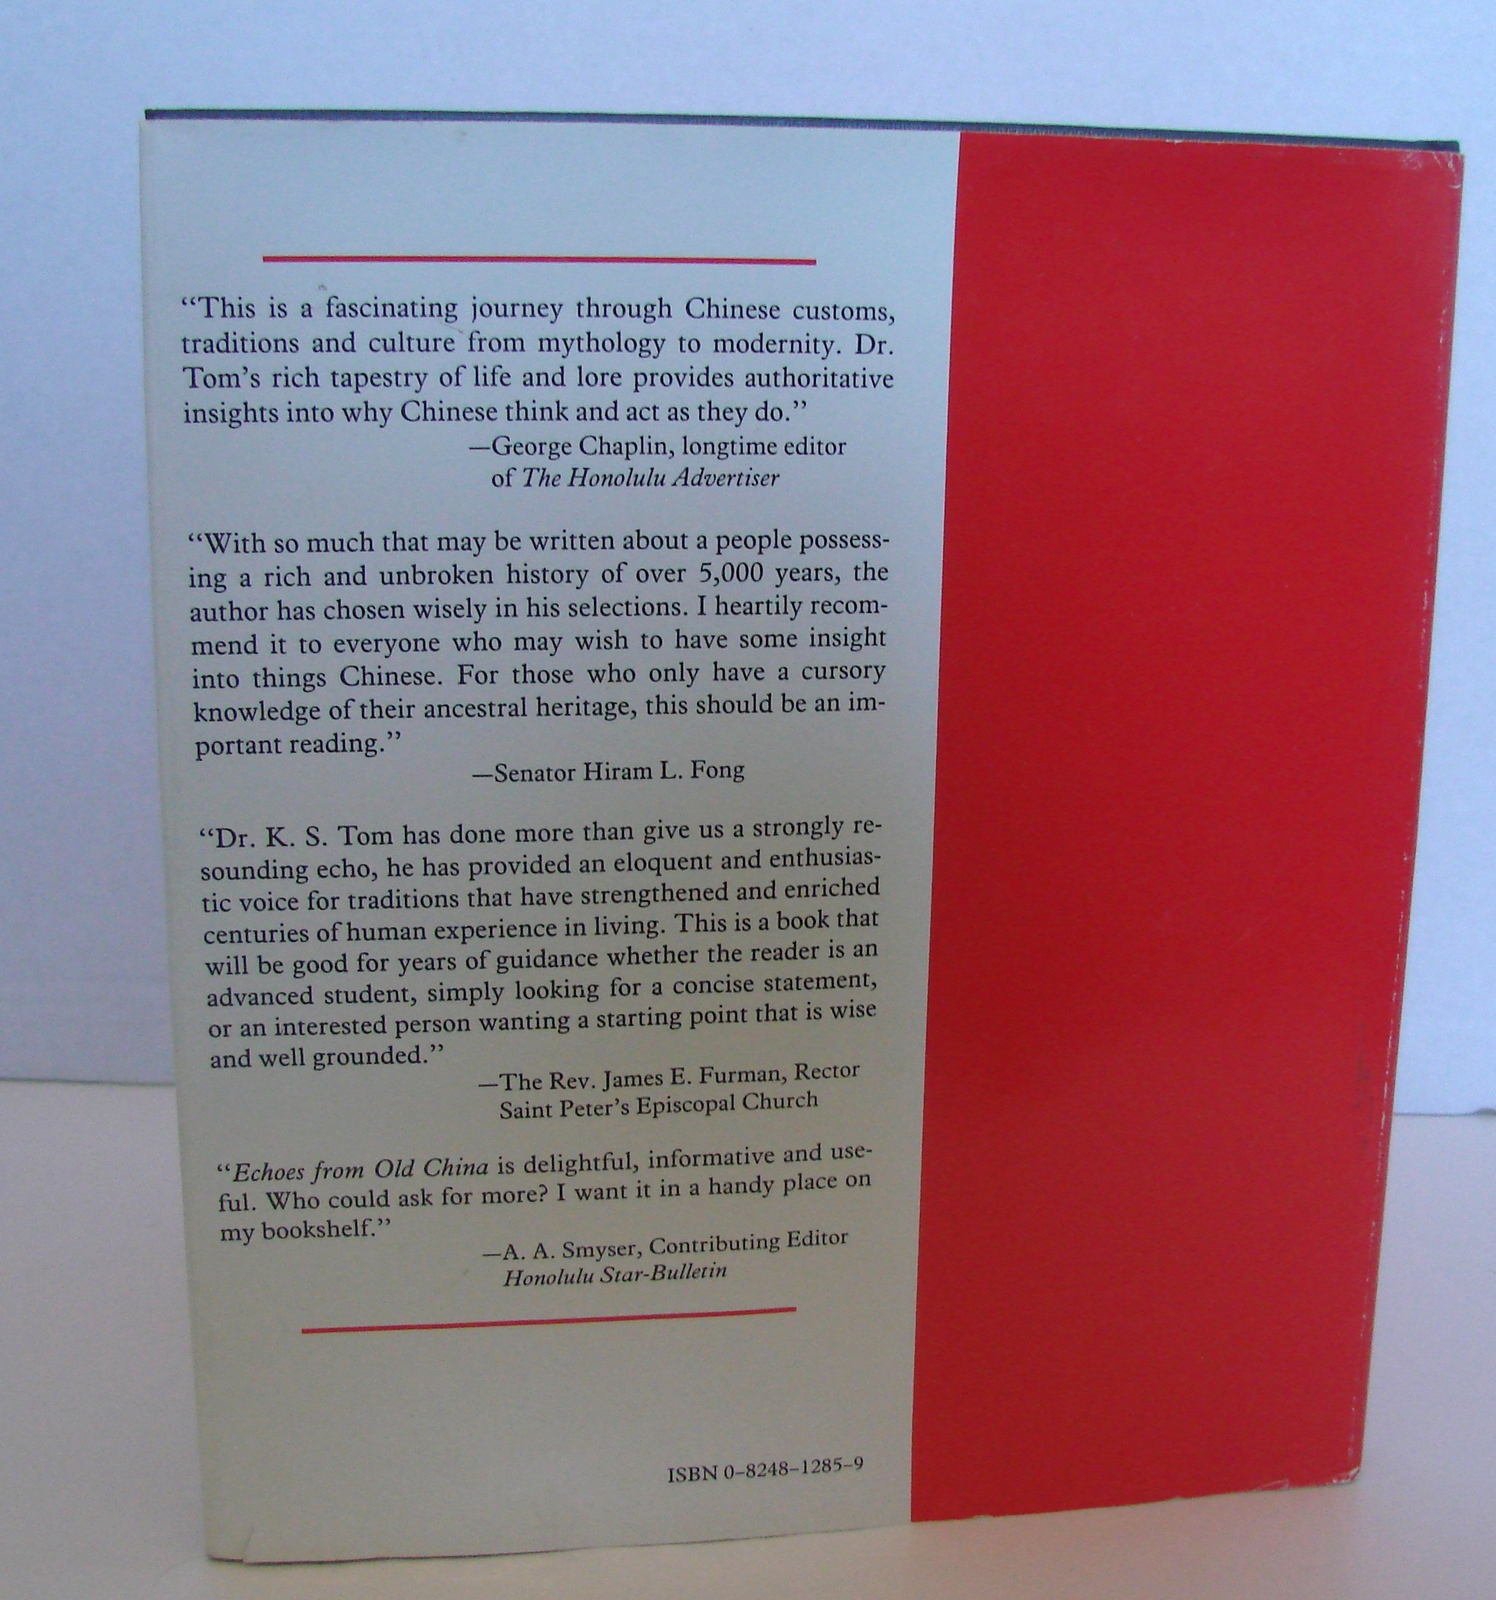 “This is a fascinating journey through Chinese customs,
traditions and culture from mythology to modernity. Dr.
Tom’s rich tapestry of life and lore provides authoritative
insights into why Chinese think and act as they do.”
—George Chaplin, longtime editor
of The Honolulu Advertiser
“With so much that may be written about a people possess-
ing a rich and unbroken history of over 5,000 years, the
author has chosen wisely in his selections. I heartily recom-
mend it to everyone who may wish to have some insight
into things Chinese. For those who only have a cursory
knowledge of their ancestral heritage, this should be an im-
portant reading.”
—Senator Hiram L. Fong
“Dr. K. S. Tom has done more than give us a strongly re-
sounding echo, he has provided an eloquent and enthusias-
tic voice for traditions that have strengthened and enriched
centuries of human experience in living. This is a book that
will be good for years of guidance whether the reader is an
advanced student, simply looking for a concise statement,
or an interested person wanting a starting point that is wise
and well grounded.”
—The Rev. James E. Furman, Rector
Saint Peter’s Episcopal Church
“Echoes from Old China is delightful, informative and use-
ful. Who could ask for more? I want it in a handy place on
my bookshelf.”
—A. A. Smyser, Contributing Editor
Honolulu Star-Bulletin
ISBN 0-8248-1285-9